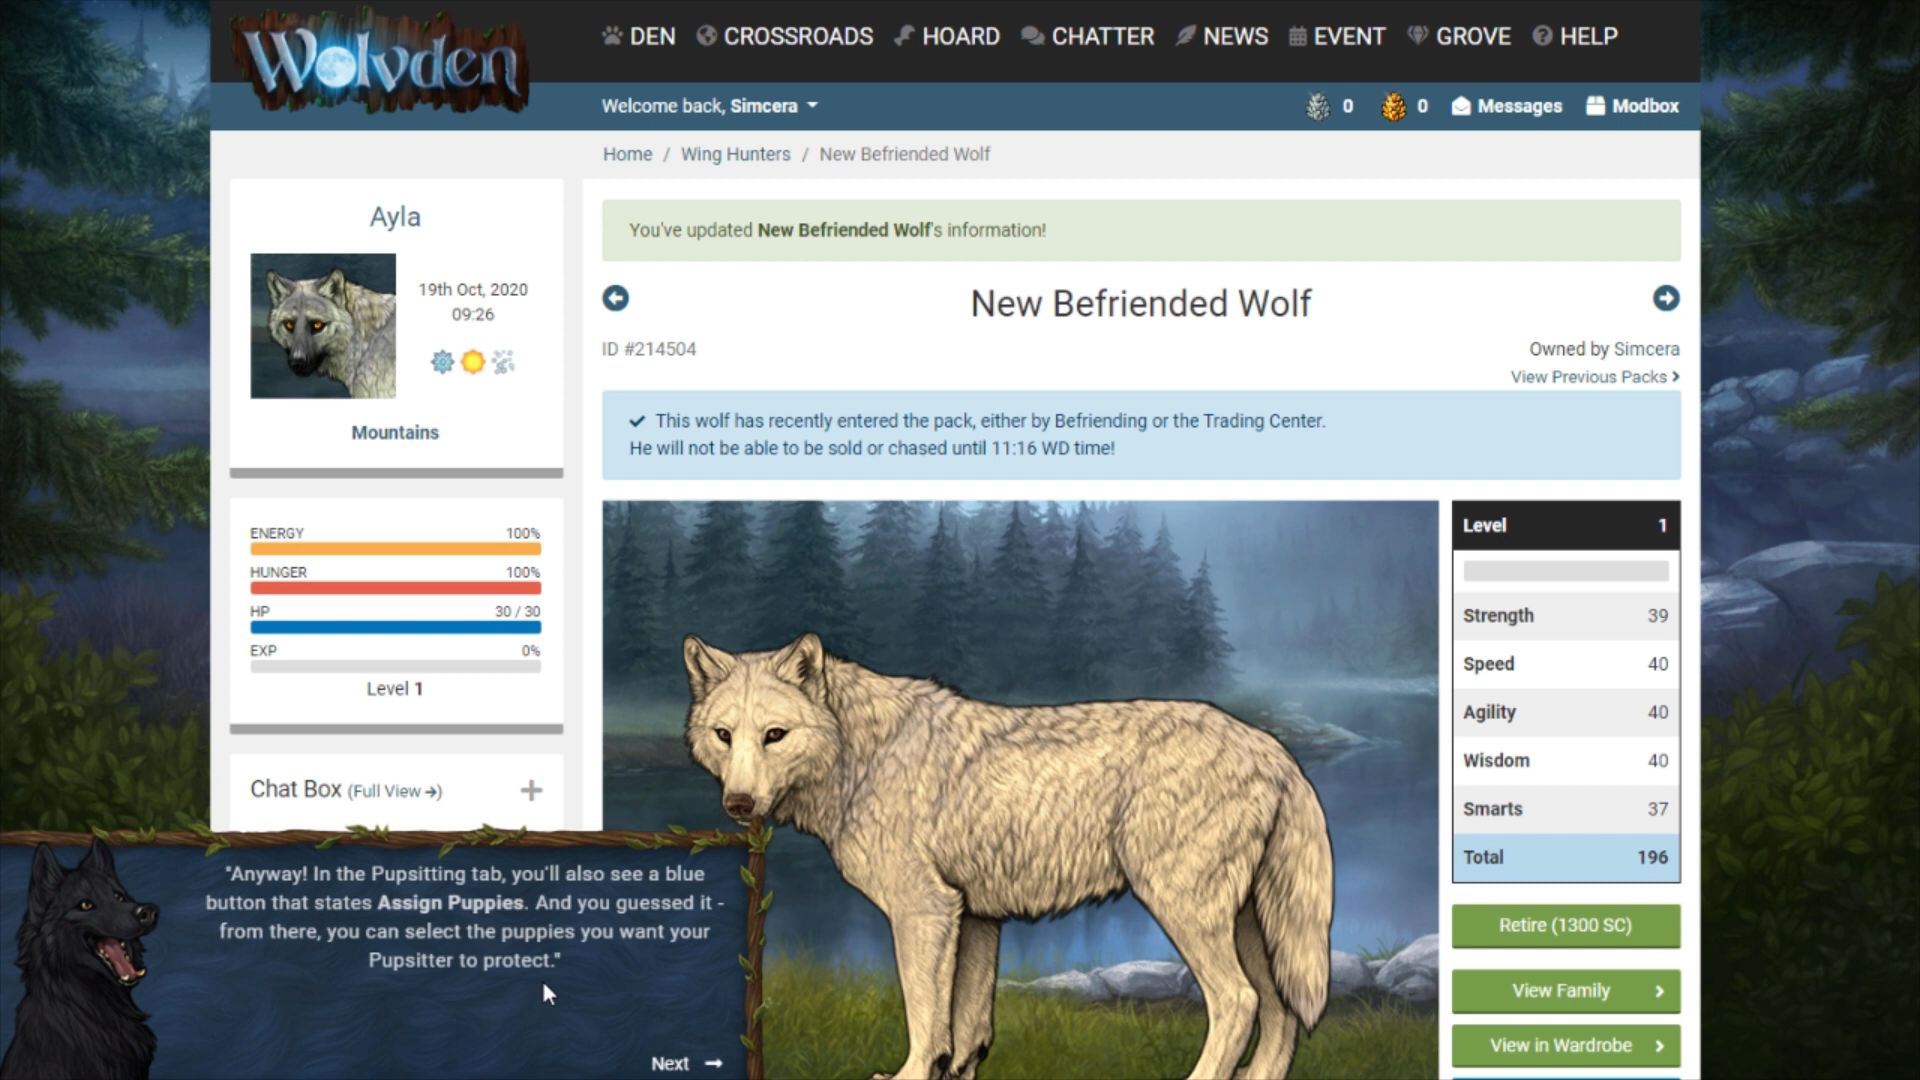 Wolvden
DEN
CROSSROADS
HOARD
CHATTER
NEWS
EVENT
GROVE
HELP
Welcome back, Simcera
0
0
Messages
Modbox
Home / Wing Hunters / New Befriended Wolf
Ayla
19th Oct, 2020
09:26
Mountains
ENERGY 100%
HUNGER 100%
HP 30 / 30
EXP 0%
Level 1
Chat Box (Full View →)
You've updated New Befriended Wolf's information!
New Befriended Wolf
ID #214504
Owned by Simcera
View Previous Packs
This wolf has recently entered the pack, either by Befriending or the Trading Center.
He will not be able to be sold or chased until 11:16 WD time!
Level 1
Strength 39
Speed 40
Agility 40
Wisdom 40
Smarts 37
Total 196
Retire (1300 SC)
View Family
View in Wardrobe
"Anyway! In the Pupsitting tab, you'll also see a blue
button that states Assign Puppies. And you guessed it -
from there, you can select the puppies you want your
Pupsitter to protect."
Next →